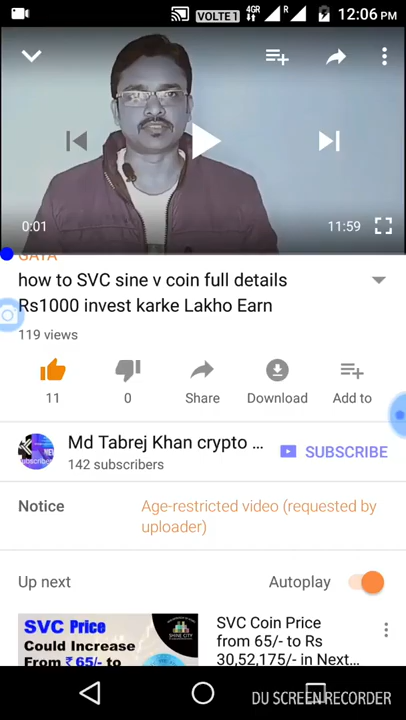 VOLTE 1 4GR R 12:06 PM
0:01 11:59
GAYA
how to SVC sine v coin full details
Rs1000 invest karke Lakho Earn
119 views
11 0 Share Download Add to
Md Tabrej Khan crypto ...
SUBSCRIBE
142 subscribers
Notice
Age-restricted video (requested by
uploader)
Up next Autoplay
SVC Price
Could Increase
From ₹ 65/- to
SHINE CITY
SVC Coin Price
from 65/- to Rs
30,52,175/- in Next...
DU SCREEN RECORDER